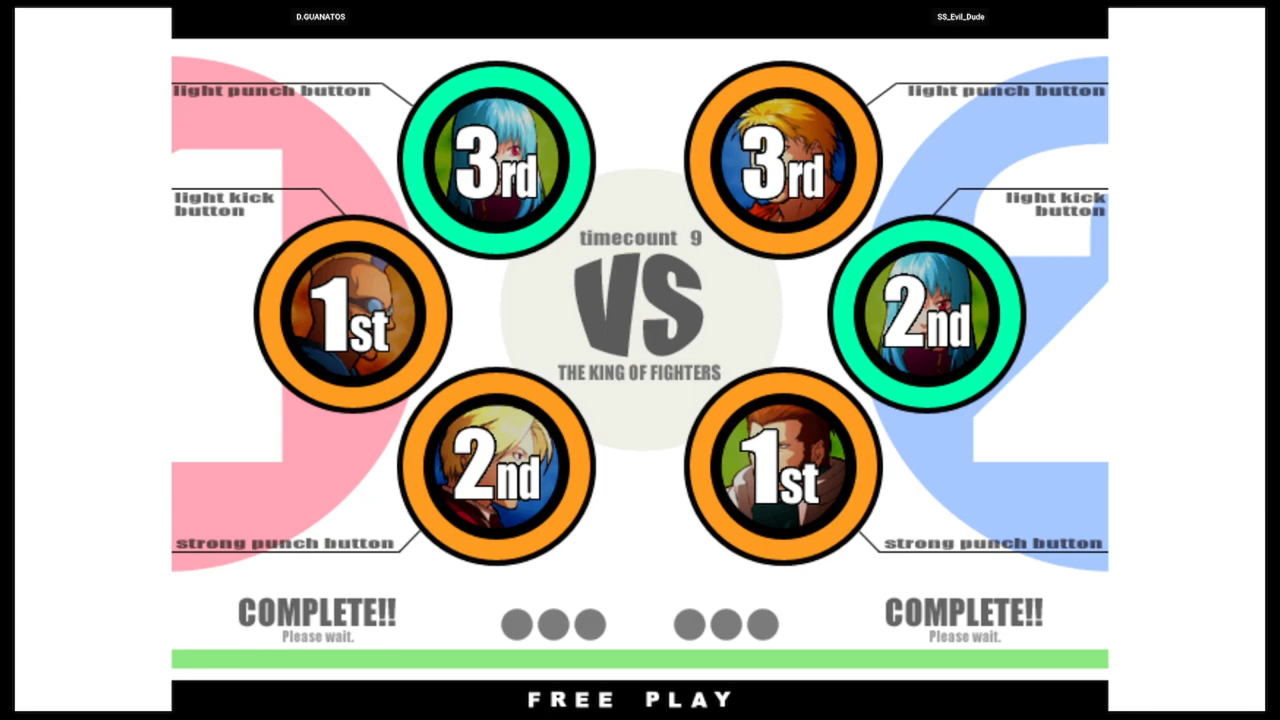 D.GUANATOS
SS_Evil_Dude
light punch button
3rd
3rd
light punch button
light kick
button
light kick
button
timecount 9
VS
THE KING OF FIGHTERS
1st
2nd
2nd
1st
strong punch button
strong punch button
COMPLETE!!
Please wait.
COMPLETE!!
Please wait.
FREE PLAY